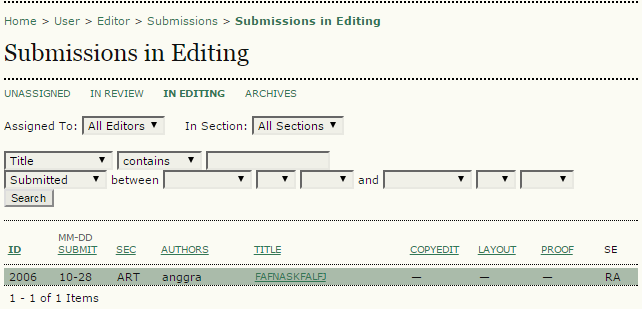 Home > User > Editor > Submissions > Submissions in Editing
Submissions in Editing
UNASSIGNED IN REVIEW IN EDITING ARCHIVES
Assigned To: All Editors In Section: All Sections
Title contains
Submitted between and
Search
MM-DD
ID SUBMIT SEC AUTHORS TITLE COPYEDIT LAYOUT PROOF SE
2006 10-28 ART anggra FAFNASKFALFJ — — — RA
1 - 1 of 1 Items